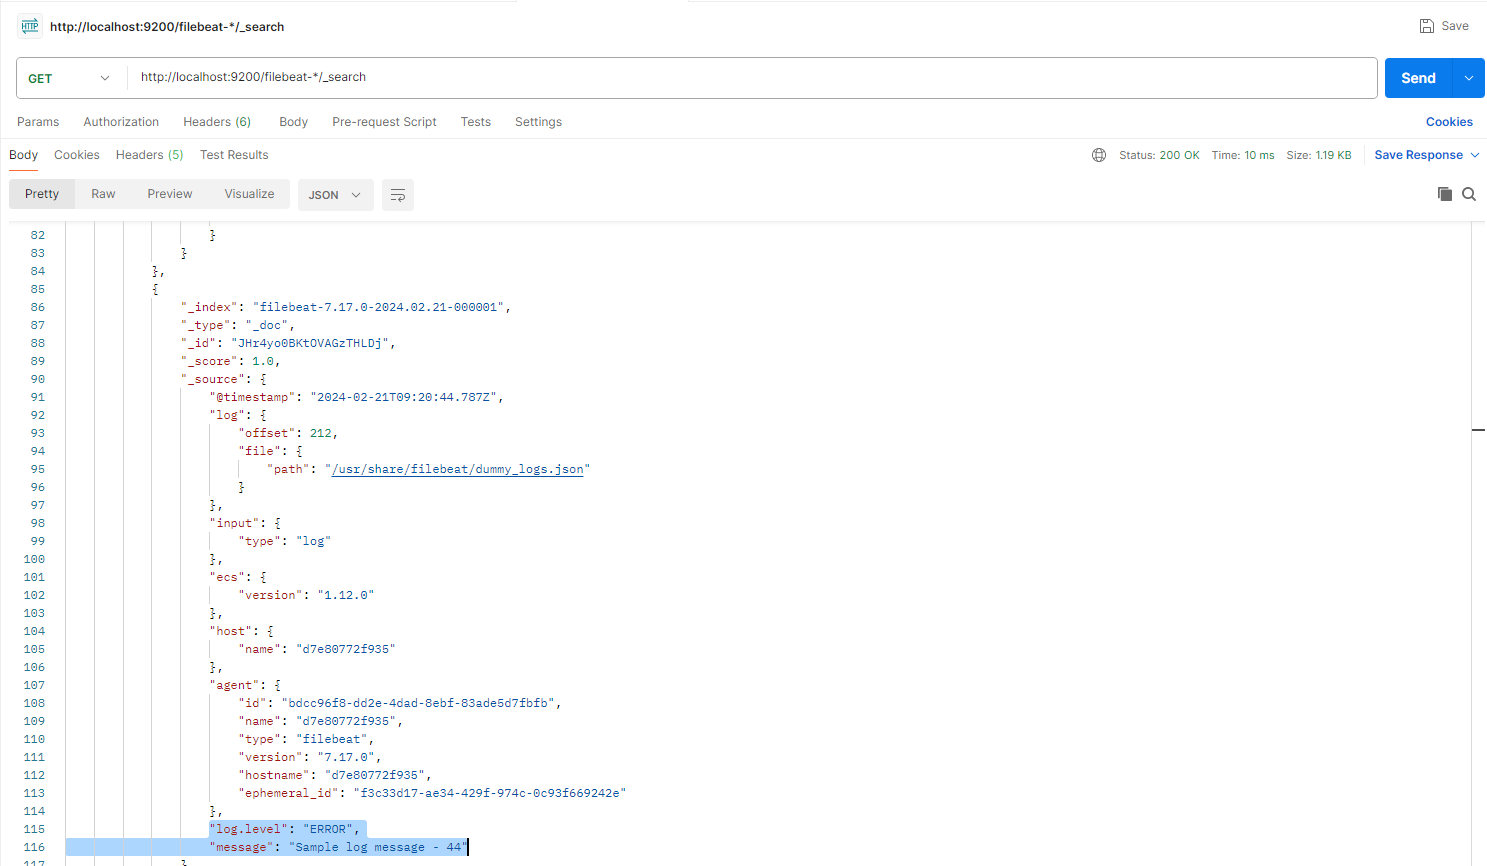 HTTP http://localhost:9200/filebeat-*/_search Save
GET http://localhost:9200/filebeat-*/_search Send
Params Authorization Headers (6) Body Pre-request Script Tests Settings Cookies
Body Cookies Headers (5) Test Results Status: 200 OK Time: 10 ms Size: 1.19 KB Save Response
Pretty Raw Preview Visualize JSON
82 }
83 }
84 },
85 {
86 "_index": "filebeat-7.17.0-2024.02.21-000001",
87 "_type": "_doc",
88 "_id": "JHr4yo0BKtOVAGzTHLDj",
89 "_score": 1.0,
90 "_source": {
91 "@timestamp": "2024-02-21T09:20:44.787Z",
92 "log": {
93 "offset": 212,
94 "file": {
95 "path": "/usr/share/filebeat/dummy_logs.json"
96 }
97 },
98 "input": {
99 "type": "log"
100 },
101 "ecs": {
102 "version": "1.12.0"
103 },
104 "host": {
105 "name": "d7e80772f935"
106 },
107 "agent": {
108 "id": "bdcc96f8-dd2e-4dad-8ebf-83ade5d7fbfb",
109 "name": "d7e80772f935",
110 "type": "filebeat",
111 "version": "7.17.0",
112 "hostname": "d7e80772f935",
113 "ephemeral_id": "f3c33d17-ae34-429f-974c-0c93f669242e"
114 },
115 "log.level": "ERROR",
116 "message": "Sample log message - 44"
117 }